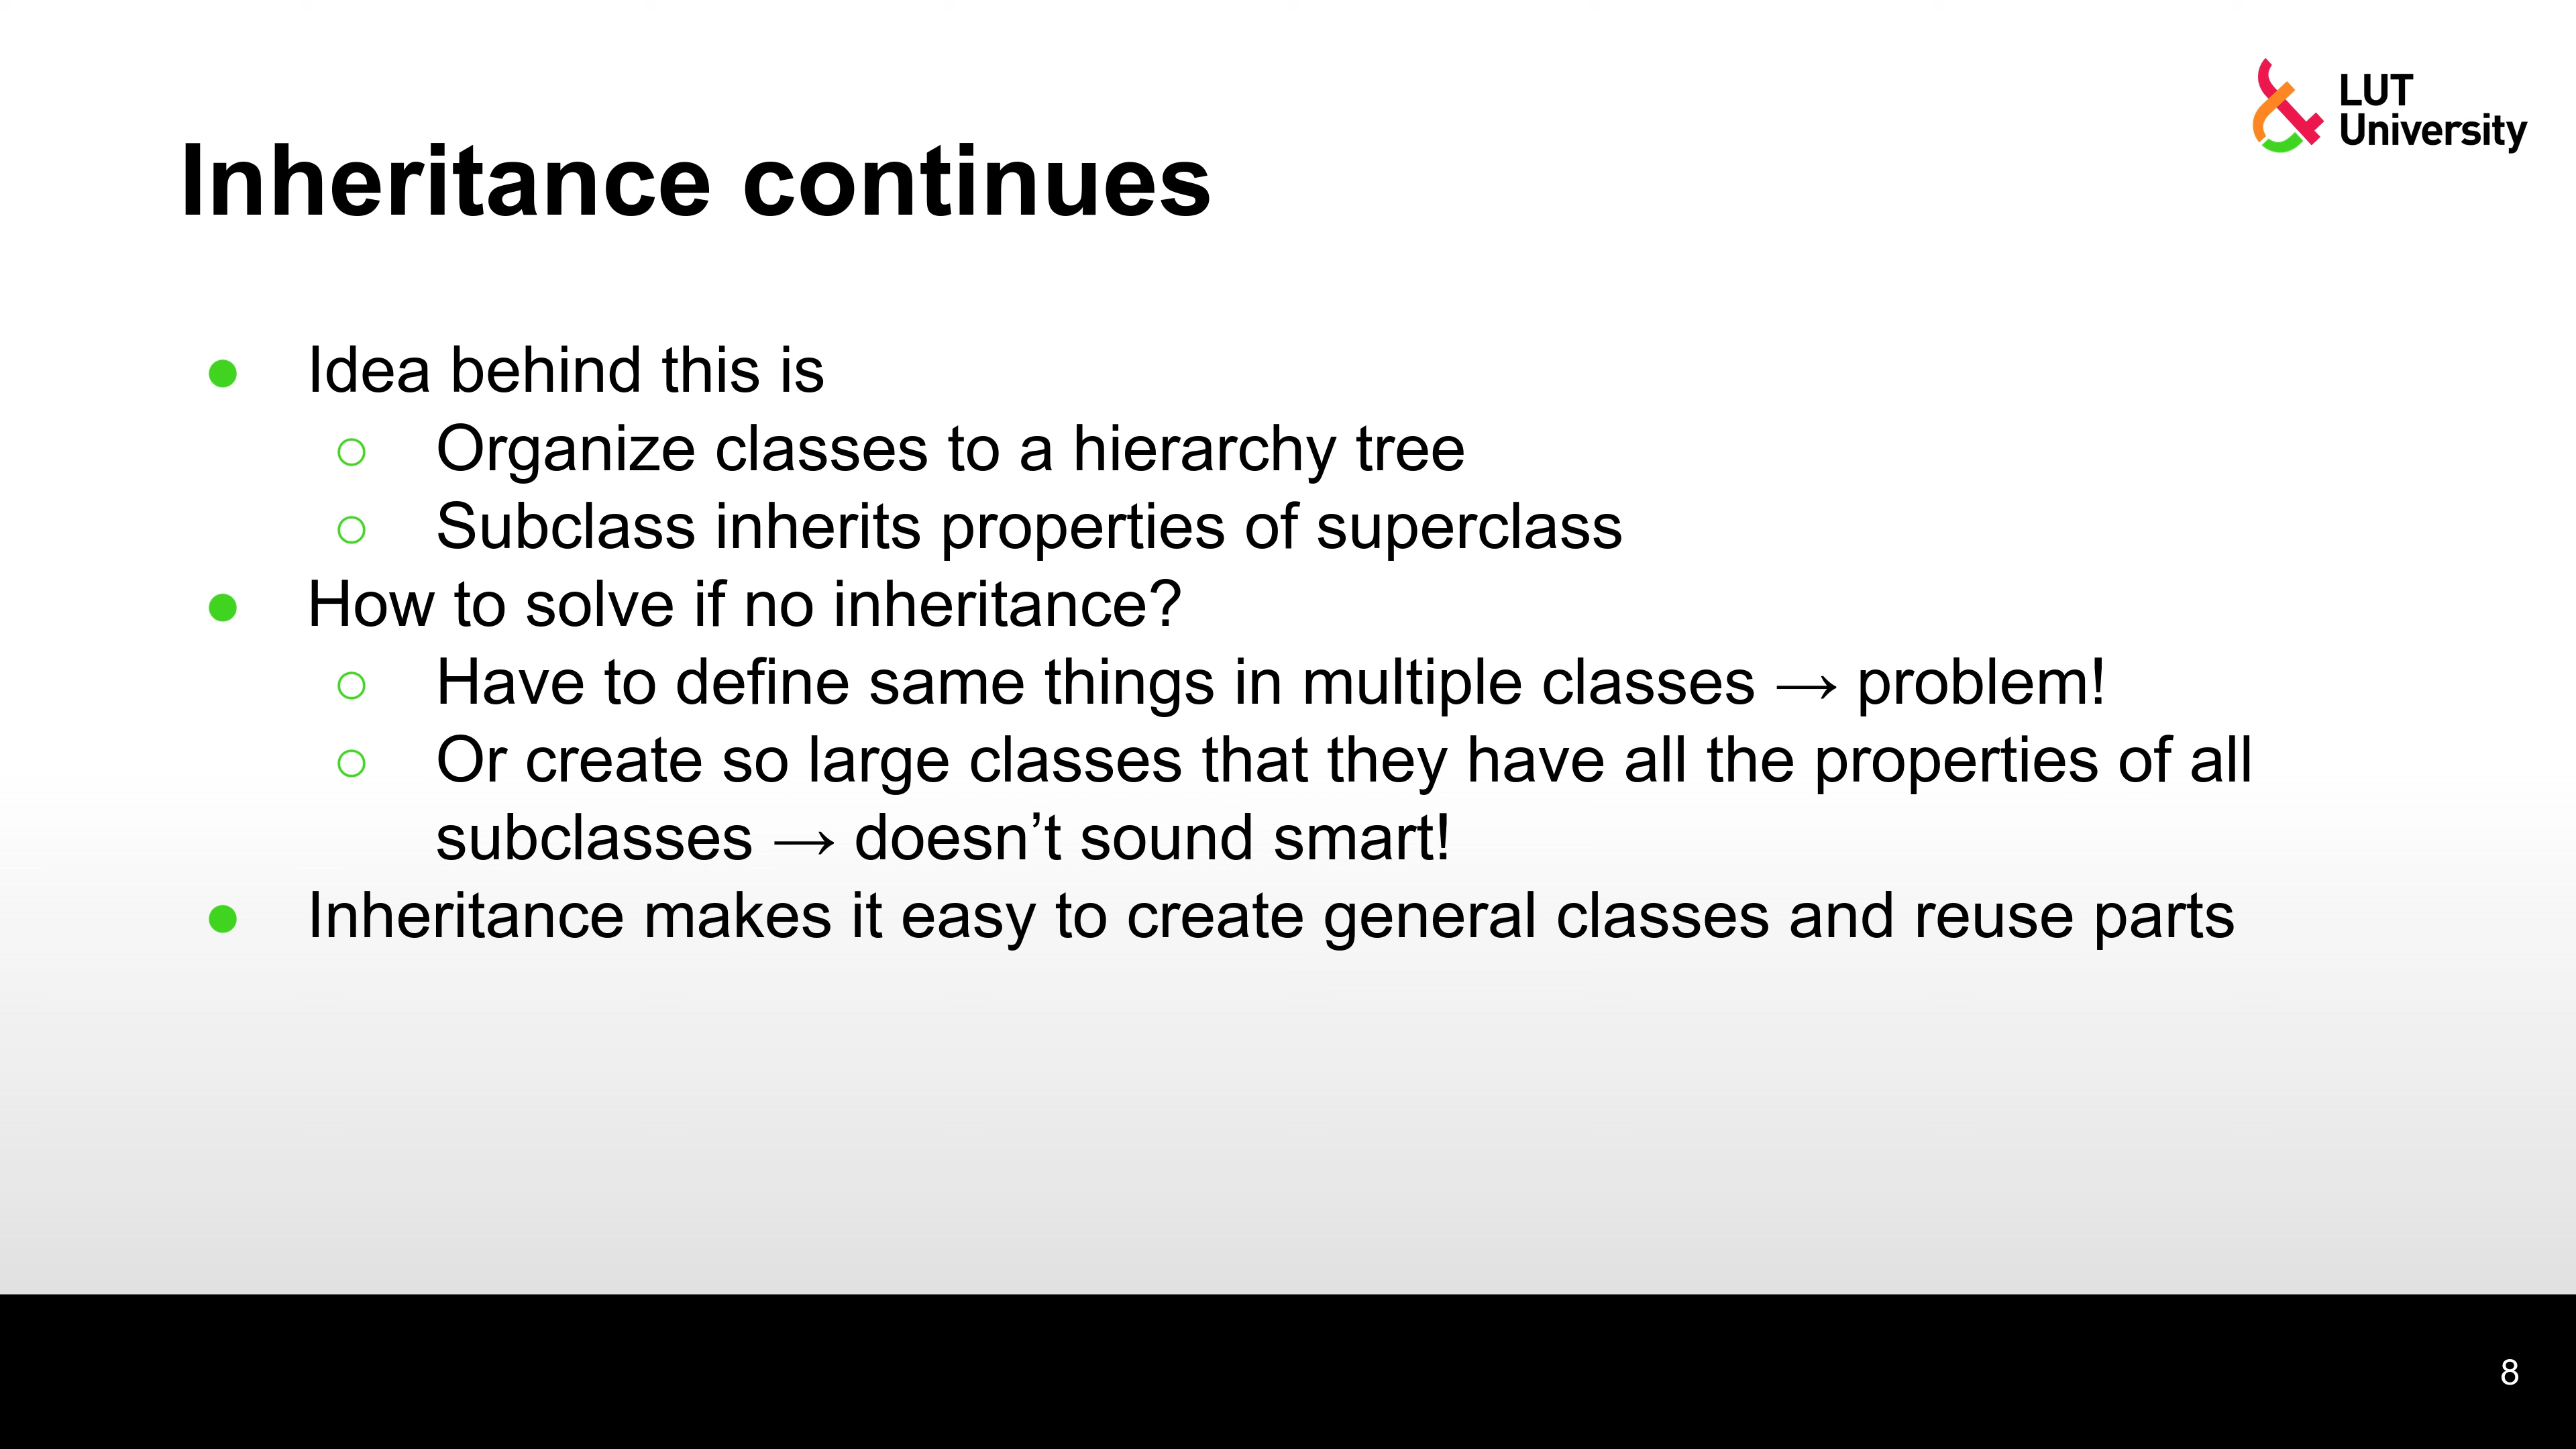 LUT
University
Inheritance continues
● Idea behind this is
○ Organize classes to a hierarchy tree
○ Subclass inherits properties of superclass
● How to solve if no inheritance?
○ Have to define same things in multiple classes → problem!
○ Or create so large classes that they have all the properties of all
subclasses → doesn’t sound smart!
● Inheritance makes it easy to create general classes and reuse parts
8